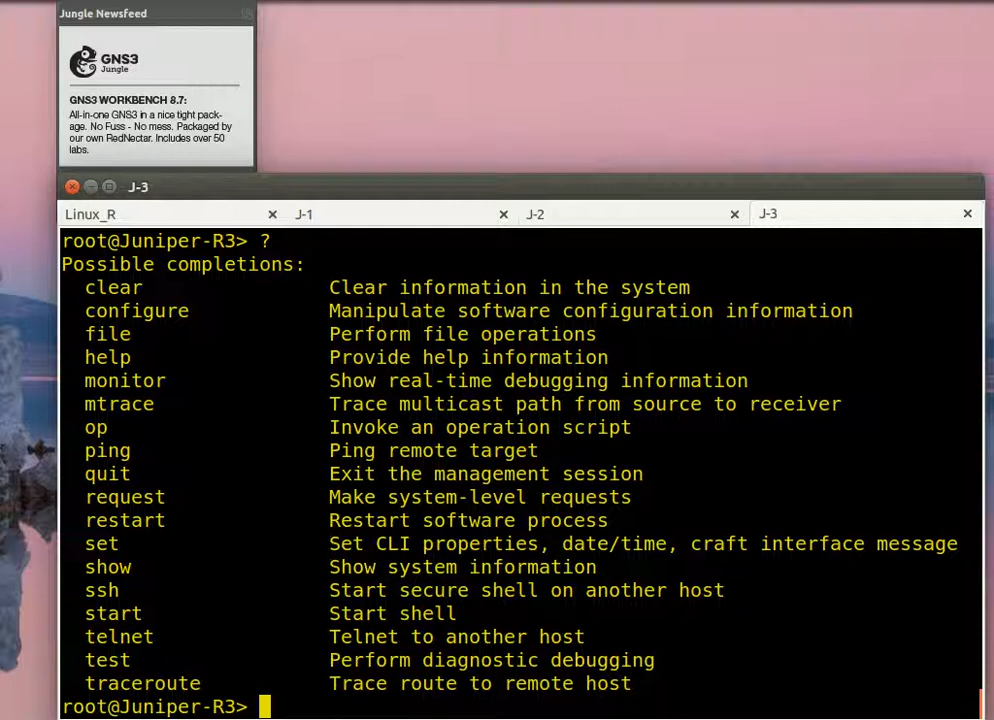 Jungle Newsfeed
GNS3
Jungle
GNS3 WORKBENCH 8.7:
All-in-one GNS3 in a nice tight pack-
age. No Fuss - No mess. Packaged by
our own RedNectar. Includes over 50
labs.
J-3
Linux_R J-1 J-2 J-3
root@Juniper-R3> ?
Possible completions:
clear Clear information in the system
configure Manipulate software configuration information
file Perform file operations
help Provide help information
monitor Show real-time debugging information
mtrace Trace multicast path from source to receiver
op Invoke an operation script
ping Ping remote target
quit Exit the management session
request Make system-level requests
restart Restart software process
set Set CLI properties, date/time, craft interface message
show Show system information
ssh Start secure shell on another host
start Start shell
telnet Telnet to another host
test Perform diagnostic debugging
traceroute Trace route to remote host
root@Juniper-R3>